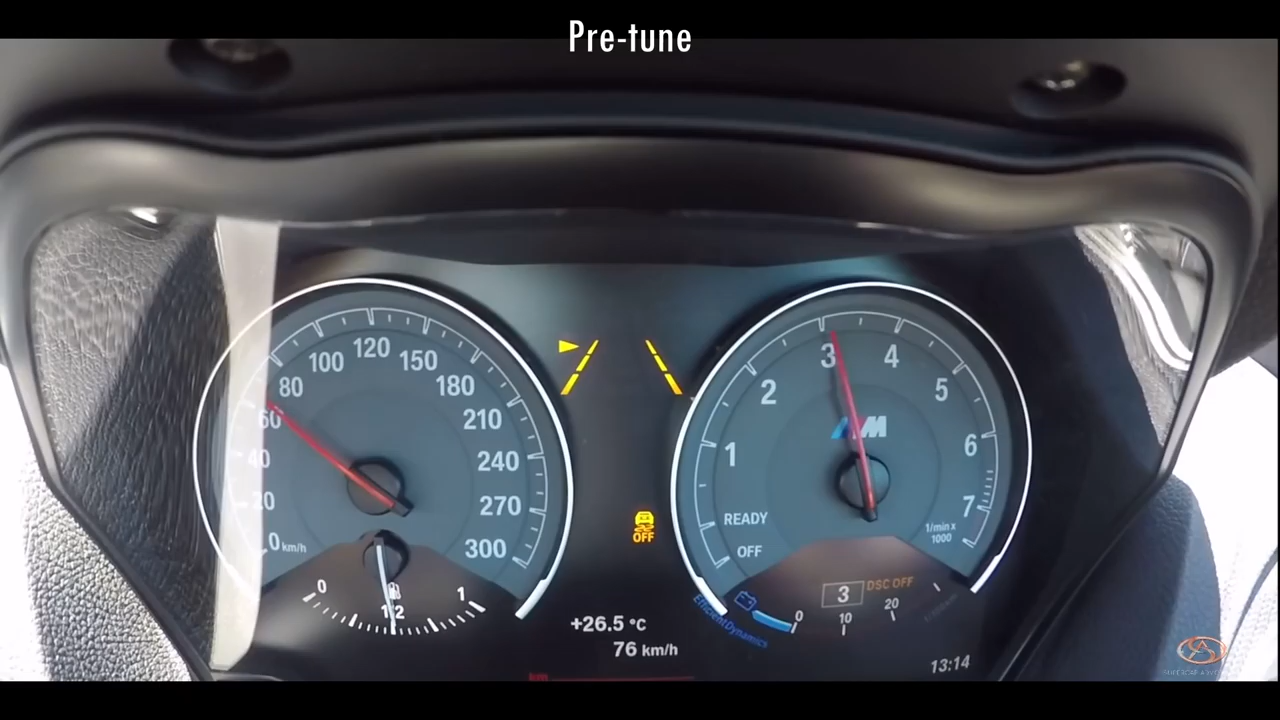 Pre-tune
0 km/h
20
40
60
80
100
120
150
180
210
240
270
300
0
1/2
1
OFF
+26.5 °C
76 km/h
km
OFF
READY
1
2
3
4
5
6
7
1/min x
1000
M
3
DSC OFF
0
10
20
EfficientDynamics
13:14